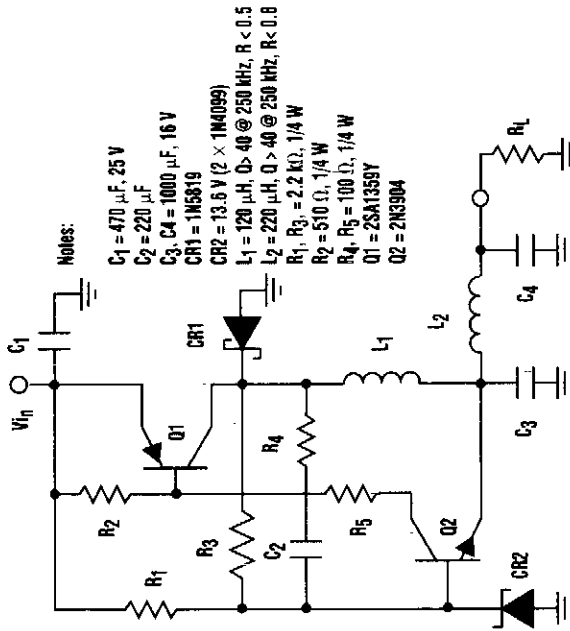 Notes:
C1 = 470 µF, 25 V
C2 = 220 µF
C3, C4 = 1000 µF, 16 V
CR1 = 1N5819
CR2 = 13.6 V (2 × 1M4099)
L1 = 120 µH, Q> 40 @ 250 kHz, R < 0.5
L2 = 220 µH, Q > 40 @ 250 kHz, R< 0.8
R1, R3, = 2.2 kΩ, 1/4 W
R2 = 510 Ω, 1/4 W
R4, R5 = 100 Ω, 1/4 W
Q1 = 2SA1359Y
Q2 = 2N3904
Vin
C1
R1
R2
Q1
CR1
R3
R4
C2
R5
L1
Q2
CR2
C3
L2
C4
RL